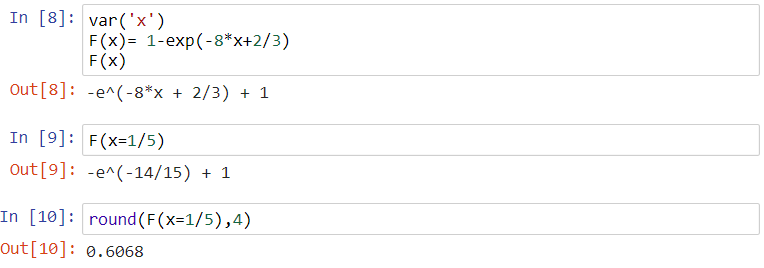 In [8]: var('x')
F(x)= 1-exp(-8*x+2/3)
F(x)
Out[8]: -e^(-8*x + 2/3) + 1
In [9]: F(x=1/5)
Out[9]: -e^(-14/15) + 1
In [10]: round(F(x=1/5),4)
Out[10]: 0.6068